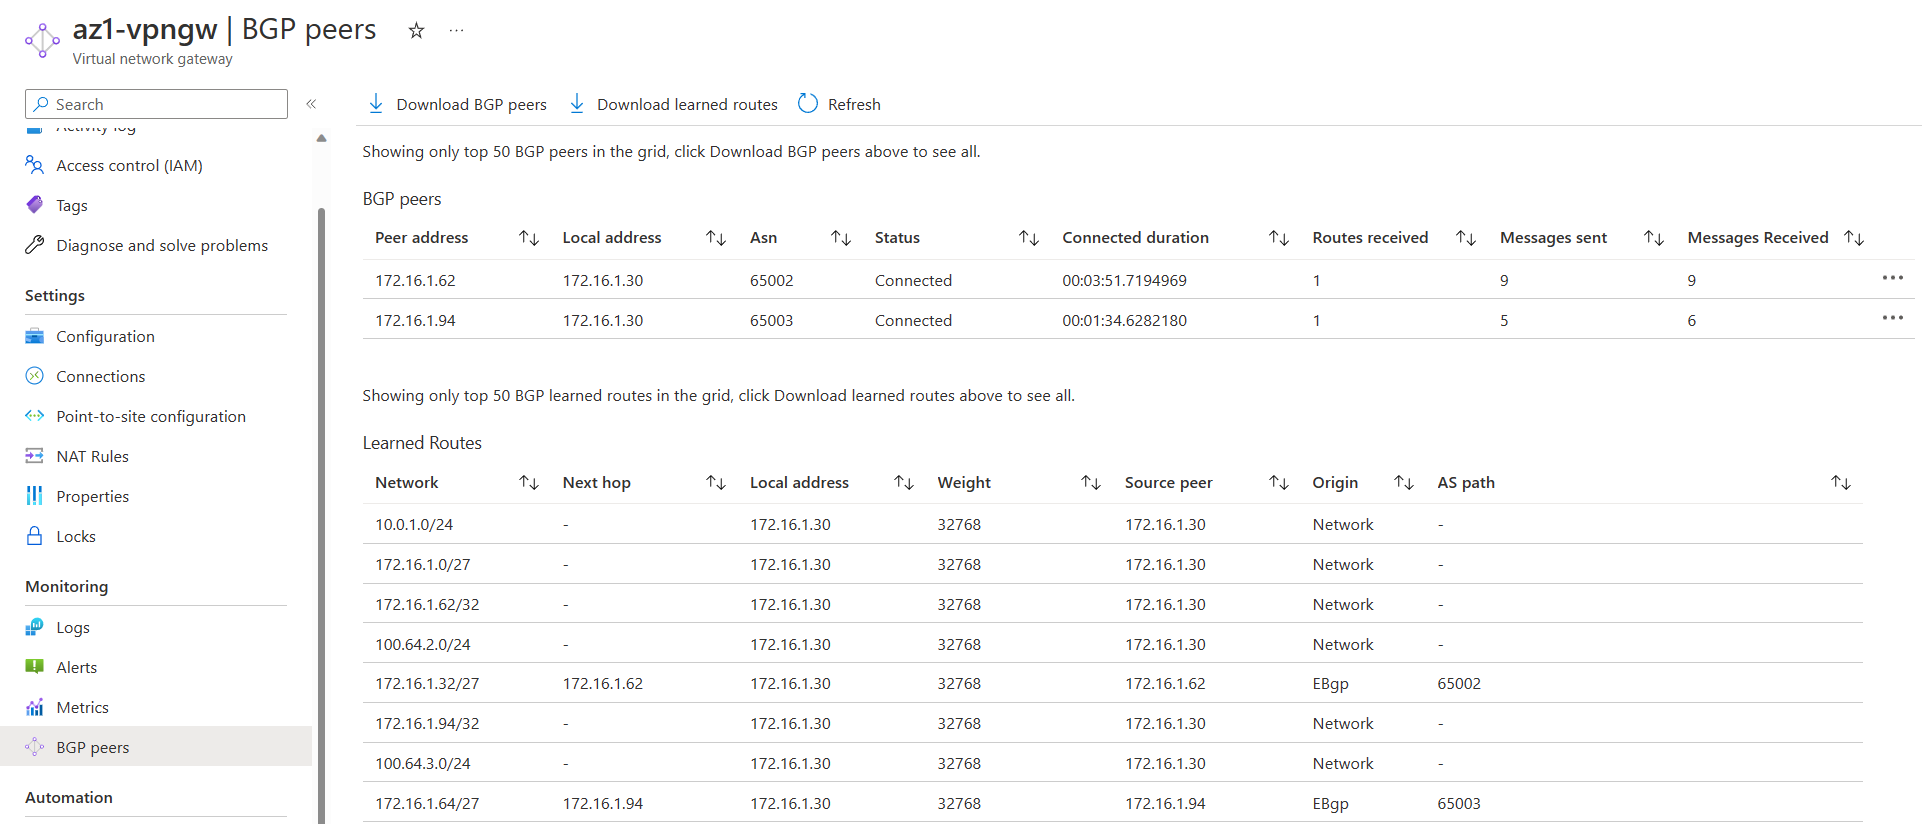 az1-vpngw | BGP peers
Virtual network gateway
Search
Activity log
Access control (IAM)
Tags
Diagnose and solve problems
Settings
Configuration
Connections
Point-to-site configuration
NAT Rules
Properties
Locks
Monitoring
Logs
Alerts
Metrics
BGP peers
Automation
Download BGP peers Download learned routes Refresh
Showing only top 50 BGP peers in the grid, click Download BGP peers above to see all.
BGP peers
Peer address Local address Asn Status Connected duration Routes received Messages sent Messages Received
172.16.1.62 172.16.1.30 65002 Connected 00:03:51.7194969 1 9 9
172.16.1.94 172.16.1.30 65003 Connected 00:01:34.6282180 1 5 6
Showing only top 50 BGP learned routes in the grid, click Download learned routes above to see all.
Learned Routes
Network Next hop Local address Weight Source peer Origin AS path
10.0.1.0/24 - 172.16.1.30 32768 172.16.1.30 Network -
172.16.1.0/27 - 172.16.1.30 32768 172.16.1.30 Network -
172.16.1.62/32 - 172.16.1.30 32768 172.16.1.30 Network -
100.64.2.0/24 - 172.16.1.30 32768 172.16.1.30 Network -
172.16.1.32/27 172.16.1.62 172.16.1.30 32768 172.16.1.62 EBgp 65002
172.16.1.94/32 - 172.16.1.30 32768 172.16.1.30 Network -
100.64.3.0/24 - 172.16.1.30 32768 172.16.1.30 Network -
172.16.1.64/27 172.16.1.94 172.16.1.30 32768 172.16.1.94 EBgp 65003